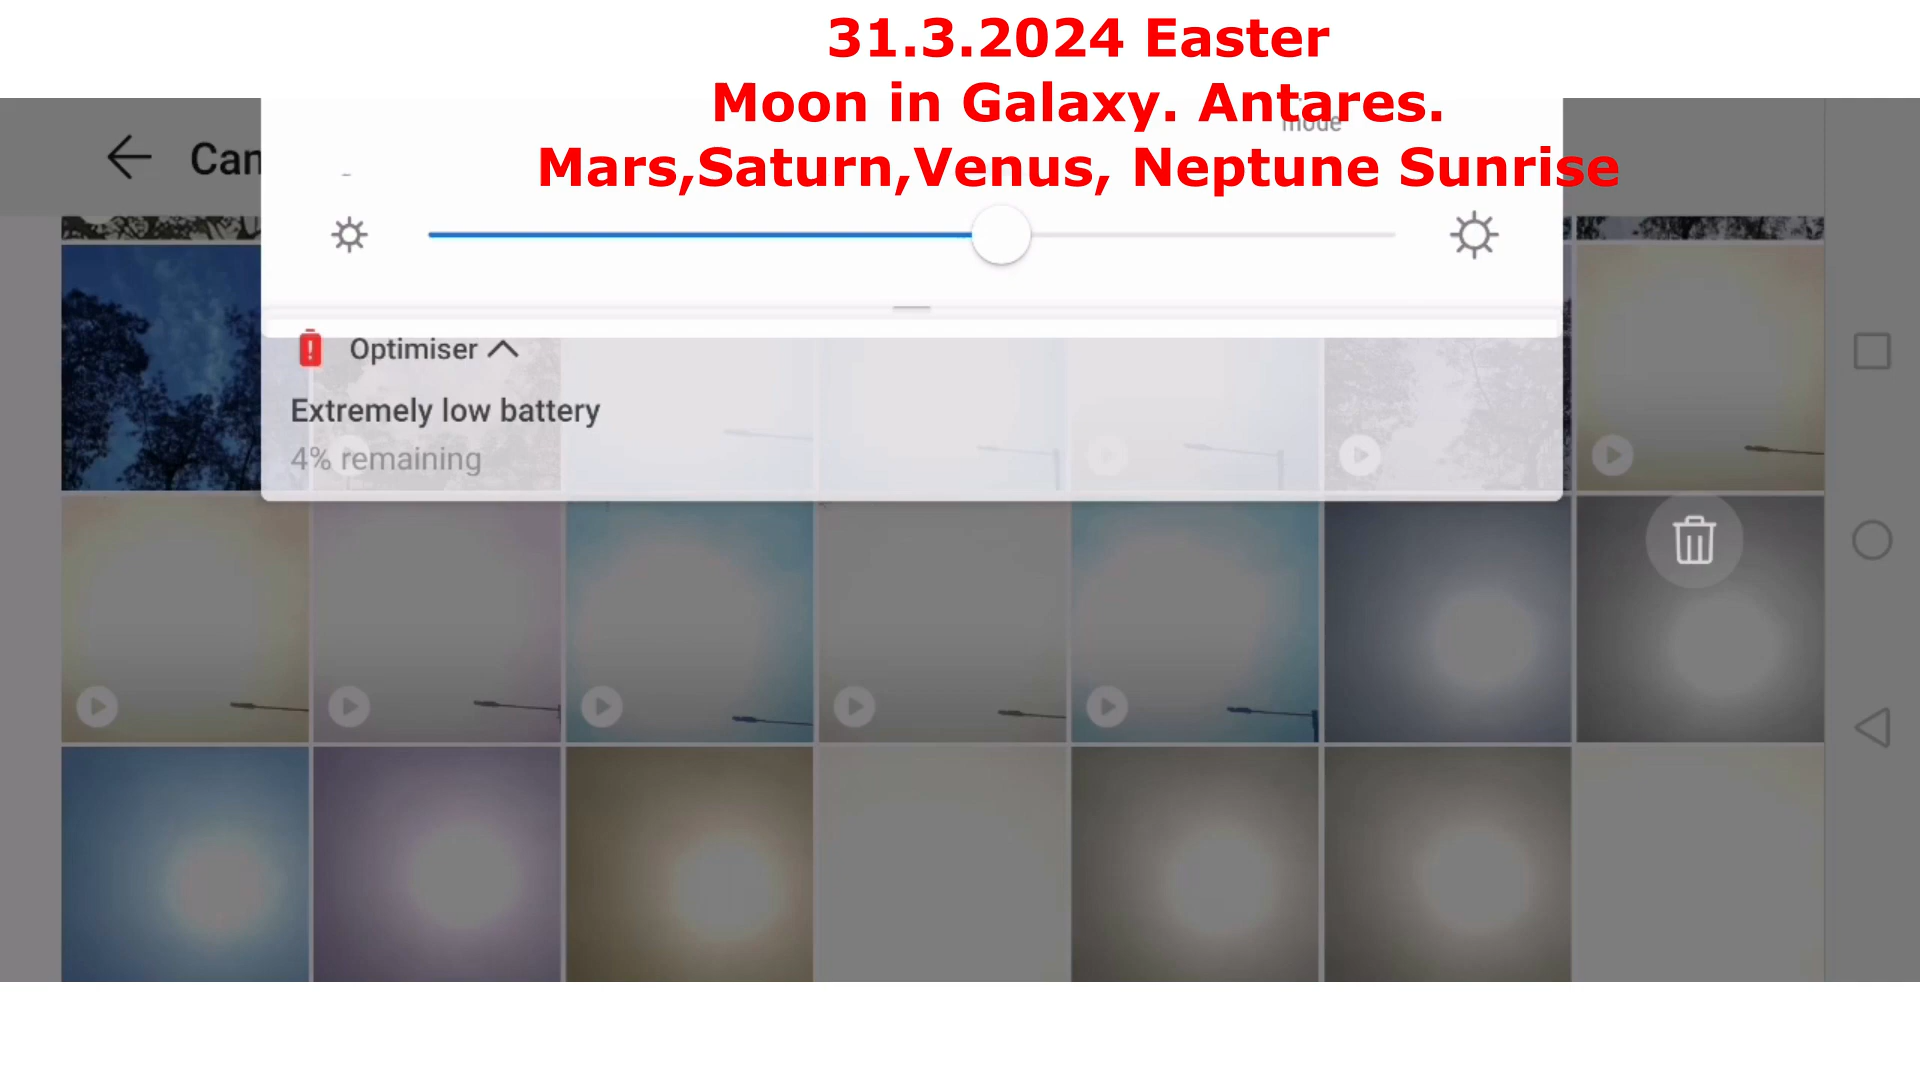 31.3.2024 Easter
Moon in Galaxy. Antares.
mode
Mars,Saturn,Venus, Neptune Sunrise
Optimiser
Extremely low battery
4% remaining